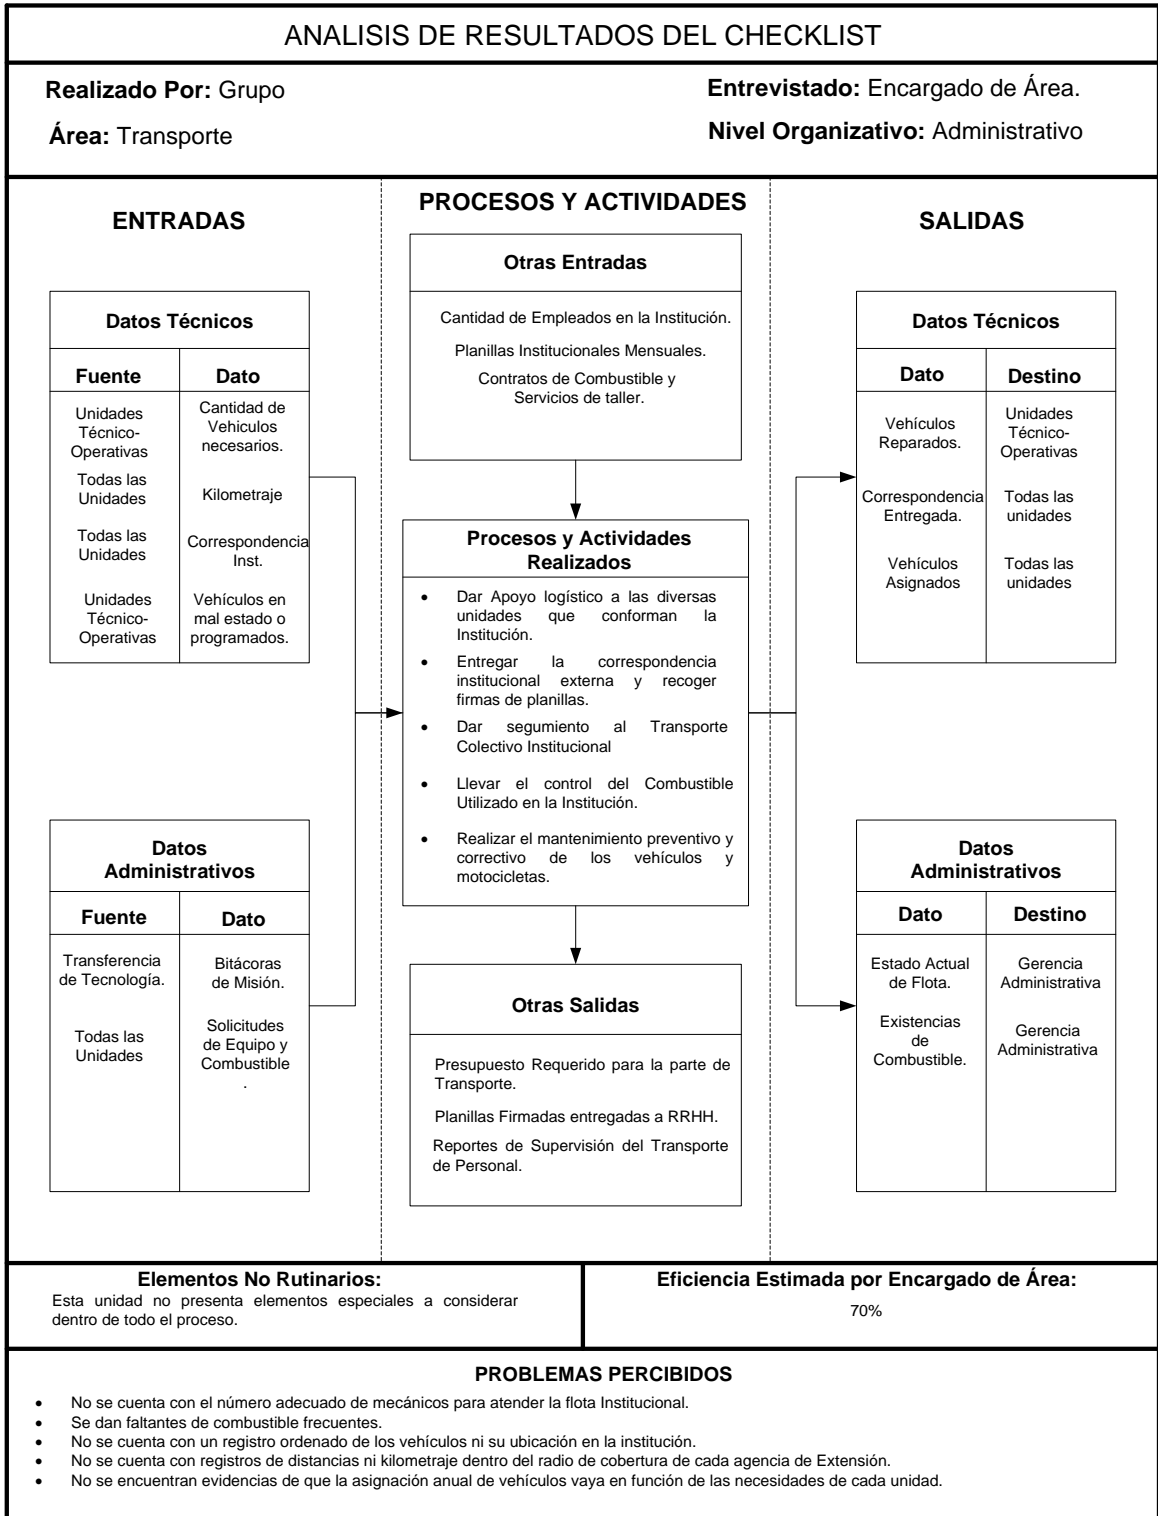 ANALISIS DE RESULTADOS DEL CHECKLIST
Realizado Por: Grupo
Entrevistado: Encargado de Área.
Área: Transporte
Nivel Organizativo: Administrativo
ENTRADAS
PROCESOS Y ACTIVIDADES
SALIDAS
Datos Técnicos
Fuente
Dato
Unidades
Técnico-
Operativas
Cantidad de
Vehiculos
necesarios.
Todas las
Unidades
Kilometraje
Todas las
Unidades
Correspondencia
Inst.
Unidades
Técnico-
Operativas
Vehículos en
mal estado o
programados.
Datos
Administrativos
Fuente
Dato
Transferencia
de Tecnología.
Bitácoras
de Misión.
Todas las
Unidades
Solicitudes
de Equipo y
Combustible
.
Otras Entradas
Cantidad de Empleados en la Institución.
Planillas Institucionales Mensuales.
Contratos de Combustible y
Servicios de taller.
Procesos y Actividades
Realizados
• Dar Apoyo logístico a las diversas
unidades que conforman la
Institución.
• Entregar la correspondencia
institucional externa y recoger
firmas de planillas.
• Dar segumiento al Transporte
Colectivo Institucional
• Llevar el control del Combustible
Utilizado en la Institución.
• Realizar el mantenimiento preventivo y
correctivo de los vehículos y
motocicletas.
Otras Salidas
Presupuesto Requerido para la parte de
Transporte.
Planillas Firmadas entregadas a RRHH.
Reportes de Supervisión del Transporte
de Personal.
Datos Técnicos
Dato
Destino
Vehículos
Reparados.
Unidades
Técnico-
Operativas
Correspondencia
Entregada.
Todas las
unidades
Vehículos
Asignados
Todas las
unidades
Datos
Administrativos
Dato
Destino
Estado Actual
de Flota.
Gerencia
Administrativa
Existencias
de
Combustible.
Gerencia
Administrativa
Elementos No Rutinarios:
Esta unidad no presenta elementos especiales a considerar
dentro de todo el proceso.
Eficiencia Estimada por Encargado de Área:
70%
PROBLEMAS PERCIBIDOS
• No se cuenta con el número adecuado de mecánicos para atender la flota Institucional.
• Se dan faltantes de combustible frecuentes.
• No se cuenta con un registro ordenado de los vehículos ni su ubicación en la institución.
• No se cuenta con registros de distancias ni kilometraje dentro del radio de cobertura de cada agencia de Extensión.
• No se encuentran evidencias de que la asignación anual de vehículos vaya en función de las necesidades de cada unidad.